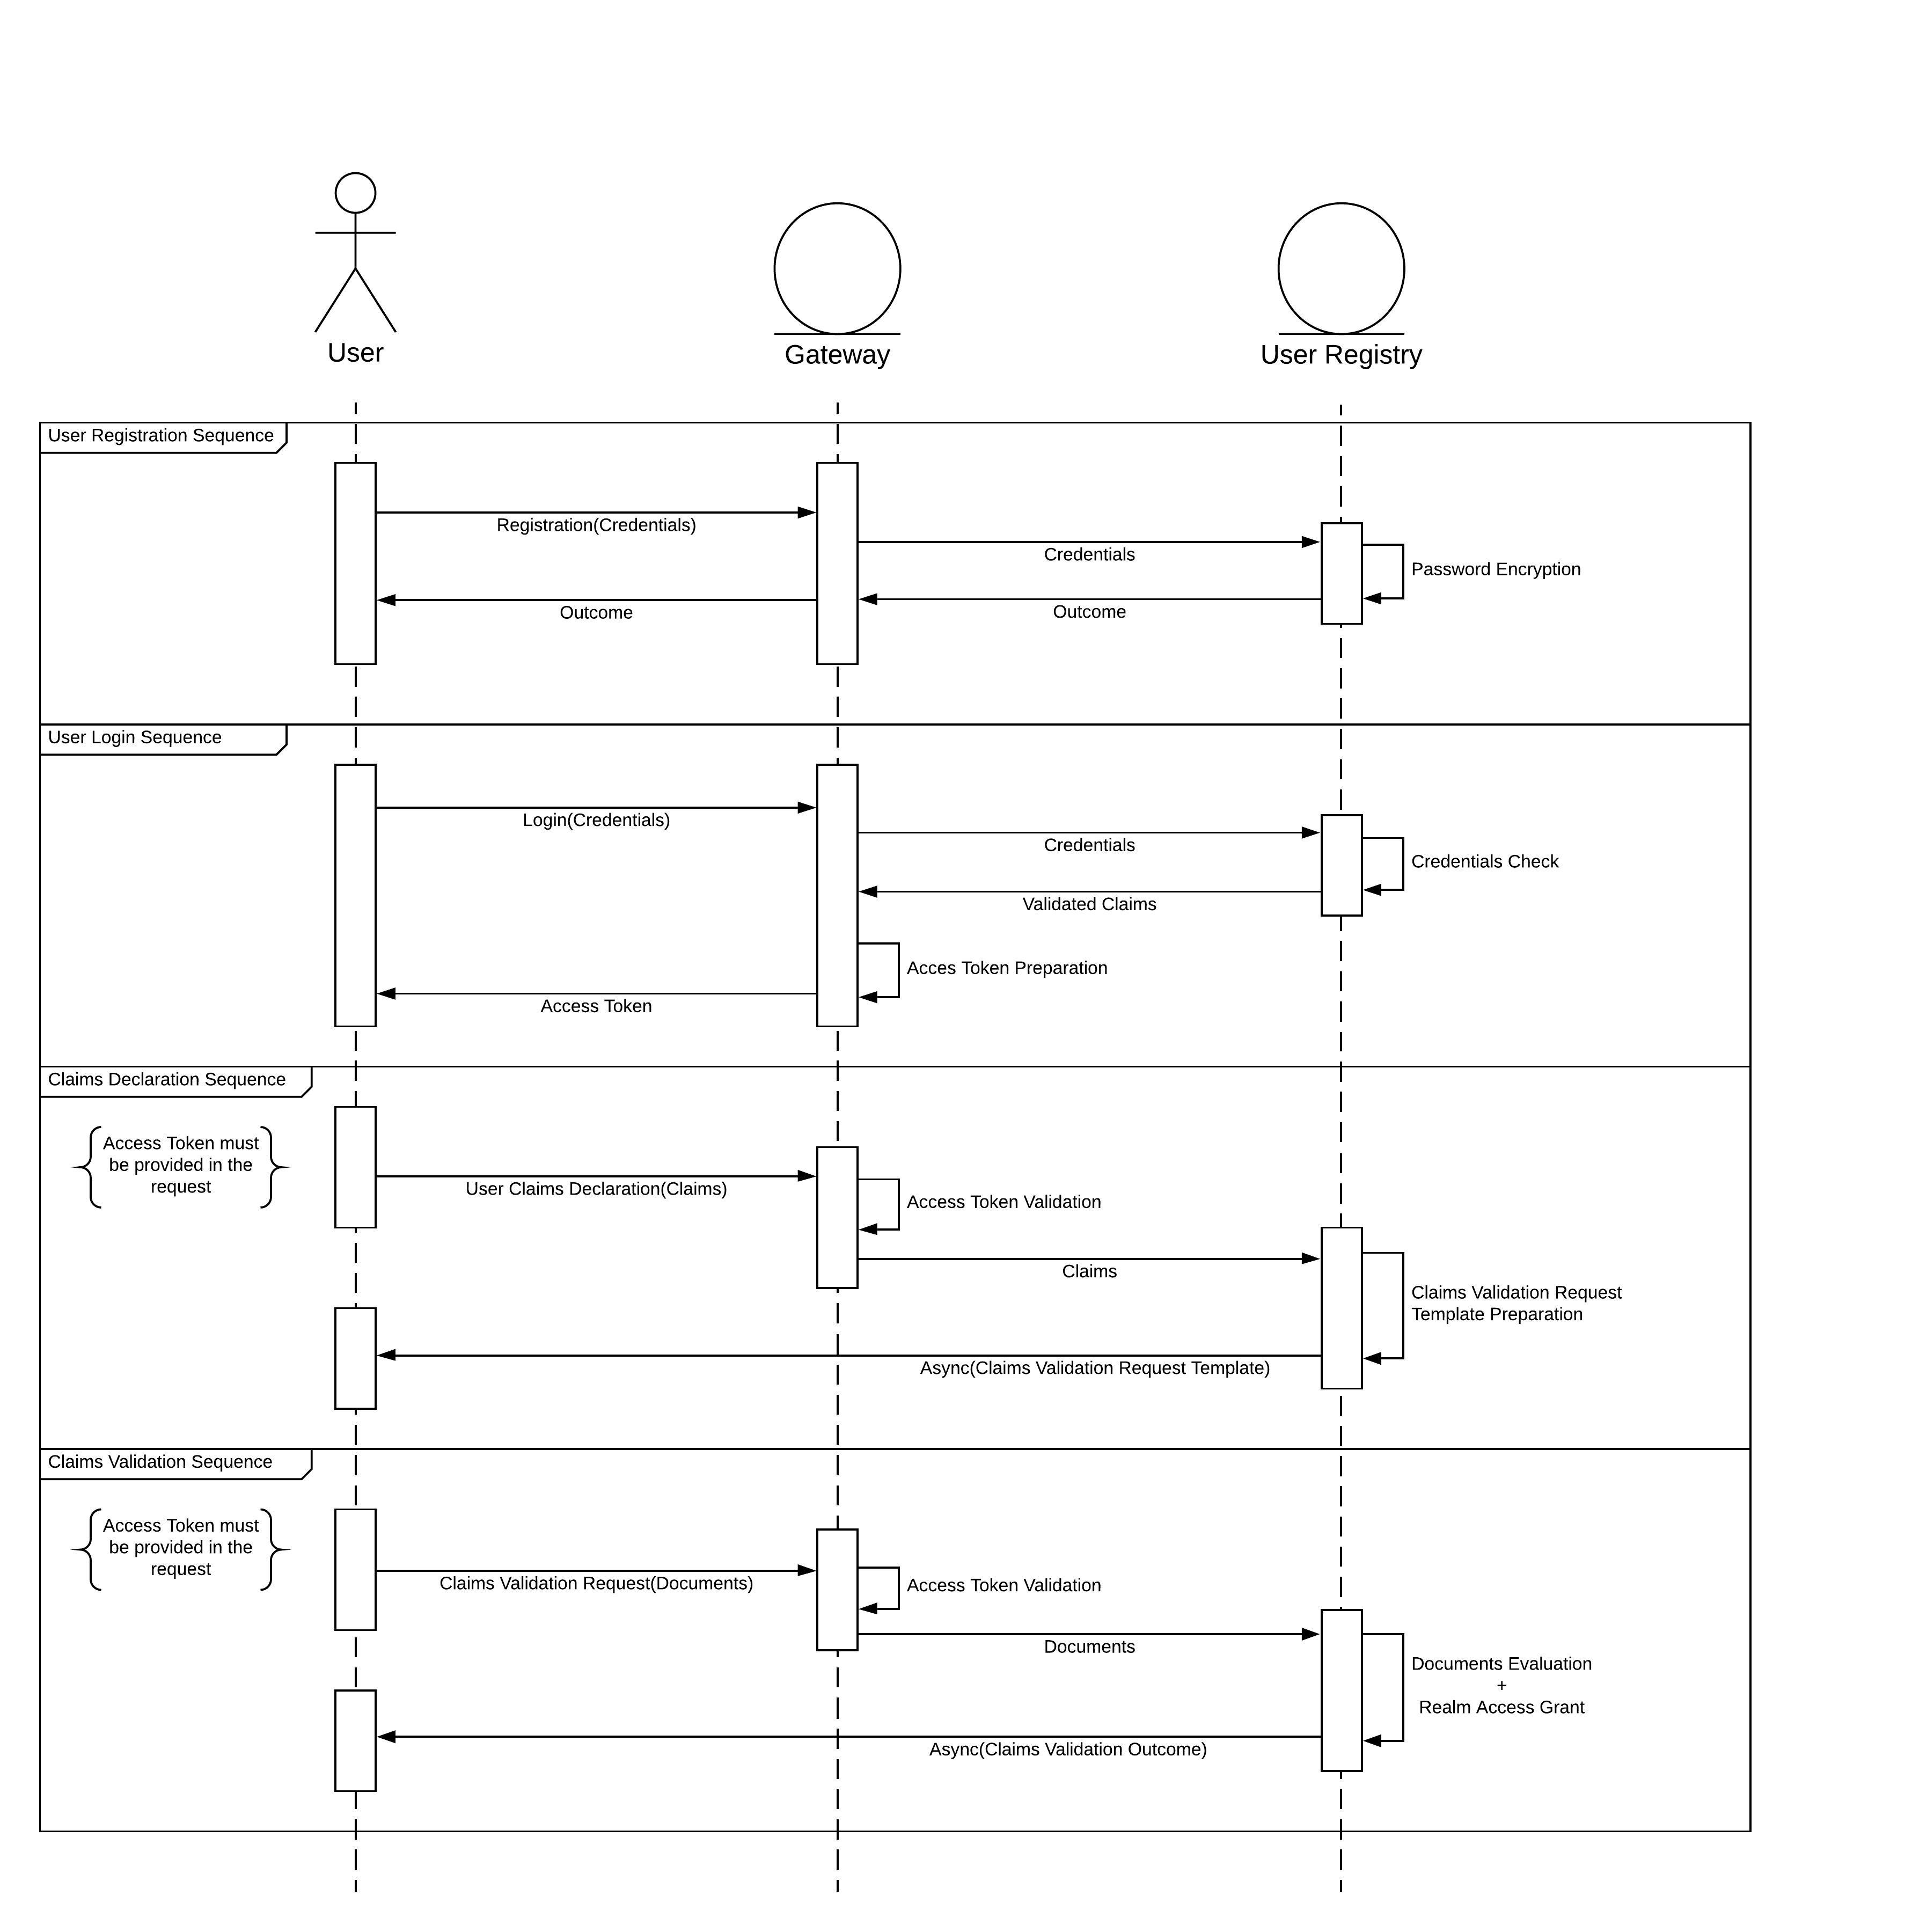 User
Gateway
User Registry
User Registration Sequence
Registration(Credentials)
Credentials
Password Encryption
Outcome
Outcome
User Login Sequence
Login(Credentials)
Credentials
Credentials Check
Validated Claims
Acces Token Preparation
Access Token
Claims Declaration Sequence
Access Token must
be provided in the
request
User Claims Declaration(Claims)
Access Token Validation
Claims
Claims Validation Request
Template Preparation
Async(Claims Validation Request Template)
Claims Validation Sequence
Access Token must
be provided in the
request
Claims Validation Request(Documents)
Access Token Validation
Documents
Documents Evaluation
+
Realm Access Grant
Async(Claims Validation Outcome)